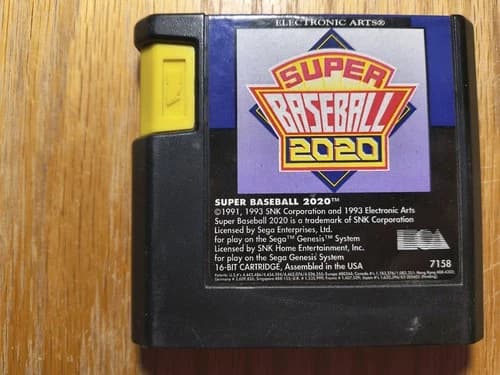 ELECTRONIC ARTS®
SUPER
BASEBALL
2020
SUPER BASEBALL 2020™
©1991, 1993 SNK Corporation and 1993 Electronic Arts
Super Baseball 2020 is a trademark of SNK Corporation
Licensed by Sega Enterprises, Ltd.
for play on the Sega™ Genesis™ System
Licensed by SNK Home Entertainment, Inc.
for play on the Sega Genesis System
16-BIT CARTRIDGE, Assembled in the USA
7158